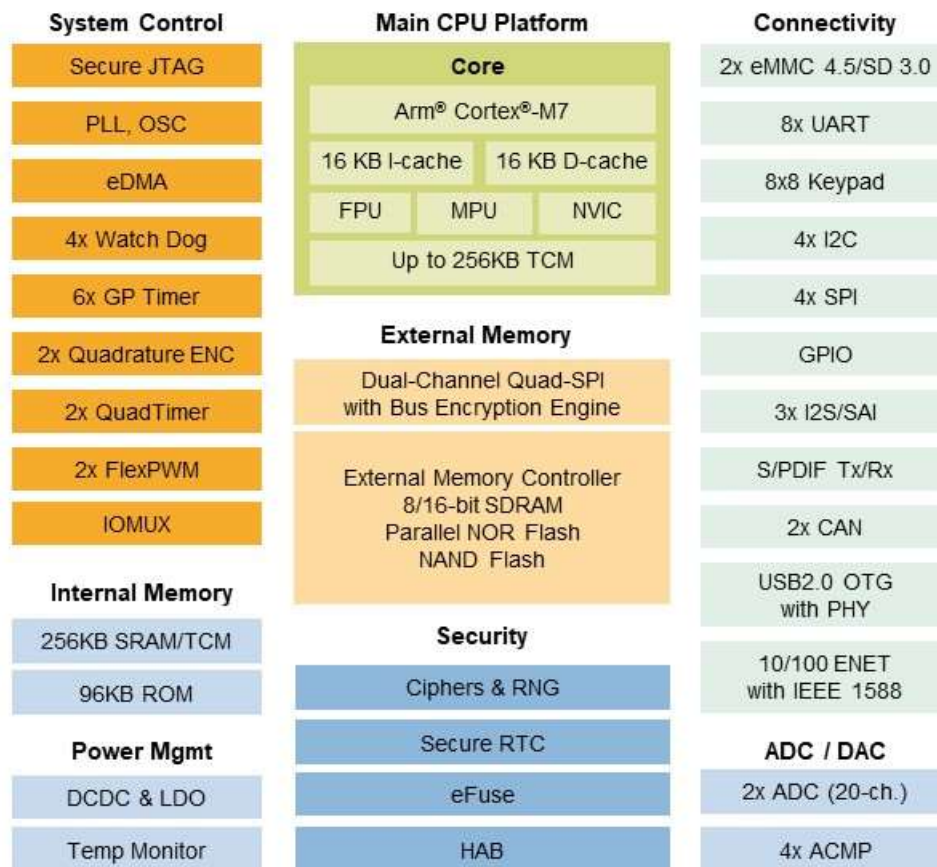 System Control
Secure JTAG
PLL, OSC
eDMA
4x Watch Dog
6x GP Timer
2x Quadrature ENC
2x QuadTimer
2x FlexPWM
IOMUX
Internal Memory
256KB SRAM/TCM
96KB ROM
Power Mgmt
DCDC & LDO
Temp Monitor
Main CPU Platform
Core
Arm® Cortex®-M7
16 KB I-cache
16 KB D-cache
FPU
MPU
NVIC
Up to 256KB TCM
External Memory
Dual-Channel Quad-SPI
with Bus Encryption Engine
External Memory Controller
8/16-bit SDRAM
Parallel NOR Flash
NAND Flash
Security
Ciphers & RNG
Secure RTC
eFuse
HAB
Connectivity
2x eMMC 4.5/SD 3.0
8x UART
8x8 Keypad
4x I2C
4x SPI
GPIO
3x I2S/SAI
S/PDIF Tx/Rx
2x CAN
USB2.0 OTG
with PHY
10/100 ENET
with IEEE 1588
ADC / DAC
2x ADC (20-ch.)
4x ACMP